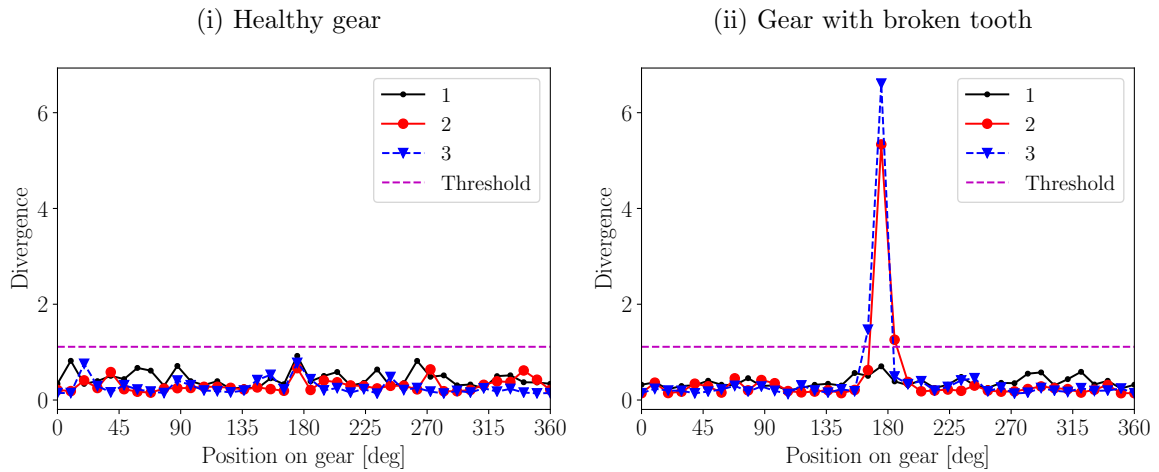 (i) Healthy gear
6
4
2
0
Divergence
0 45 90 135 180 225 270 315 360
Position on gear [deg]
1
2
3
Threshold
(ii) Gear with broken tooth
6
4
2
0
Divergence
0 45 90 135 180 225 270 315 360
Position on gear [deg]
1
2
3
Threshold